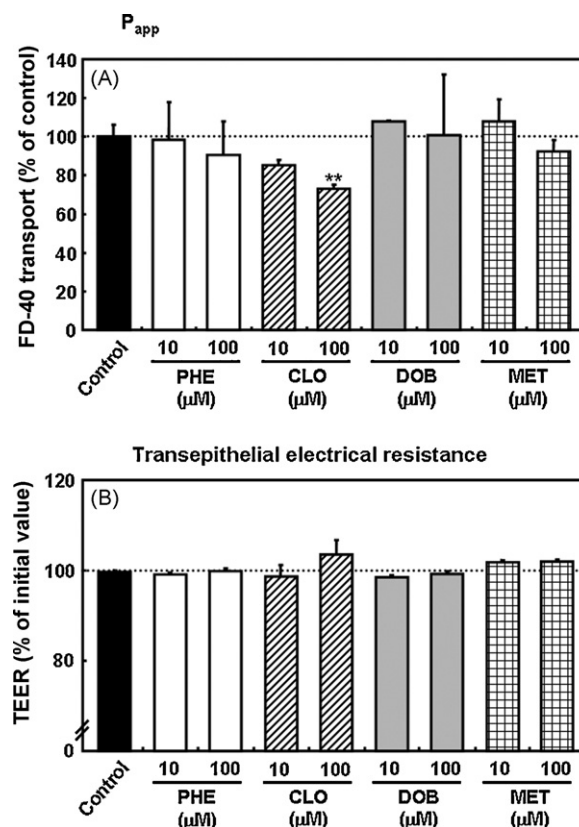 Papp
(A)
FD-40 transport (% of control)
140
120
100
80
60
40
20
0
**
Control
10 100 10 100 10 100 10 100
PHE CLO DOB MET
(μM) (μM) (μM) (μM)
Transepithelial electrical resistance
(B)
TEER (% of initial value)
120
100
80
0
Control
10 100 10 100 10 100 10 100
PHE CLO DOB MET
(μM) (μM) (μM) (μM)